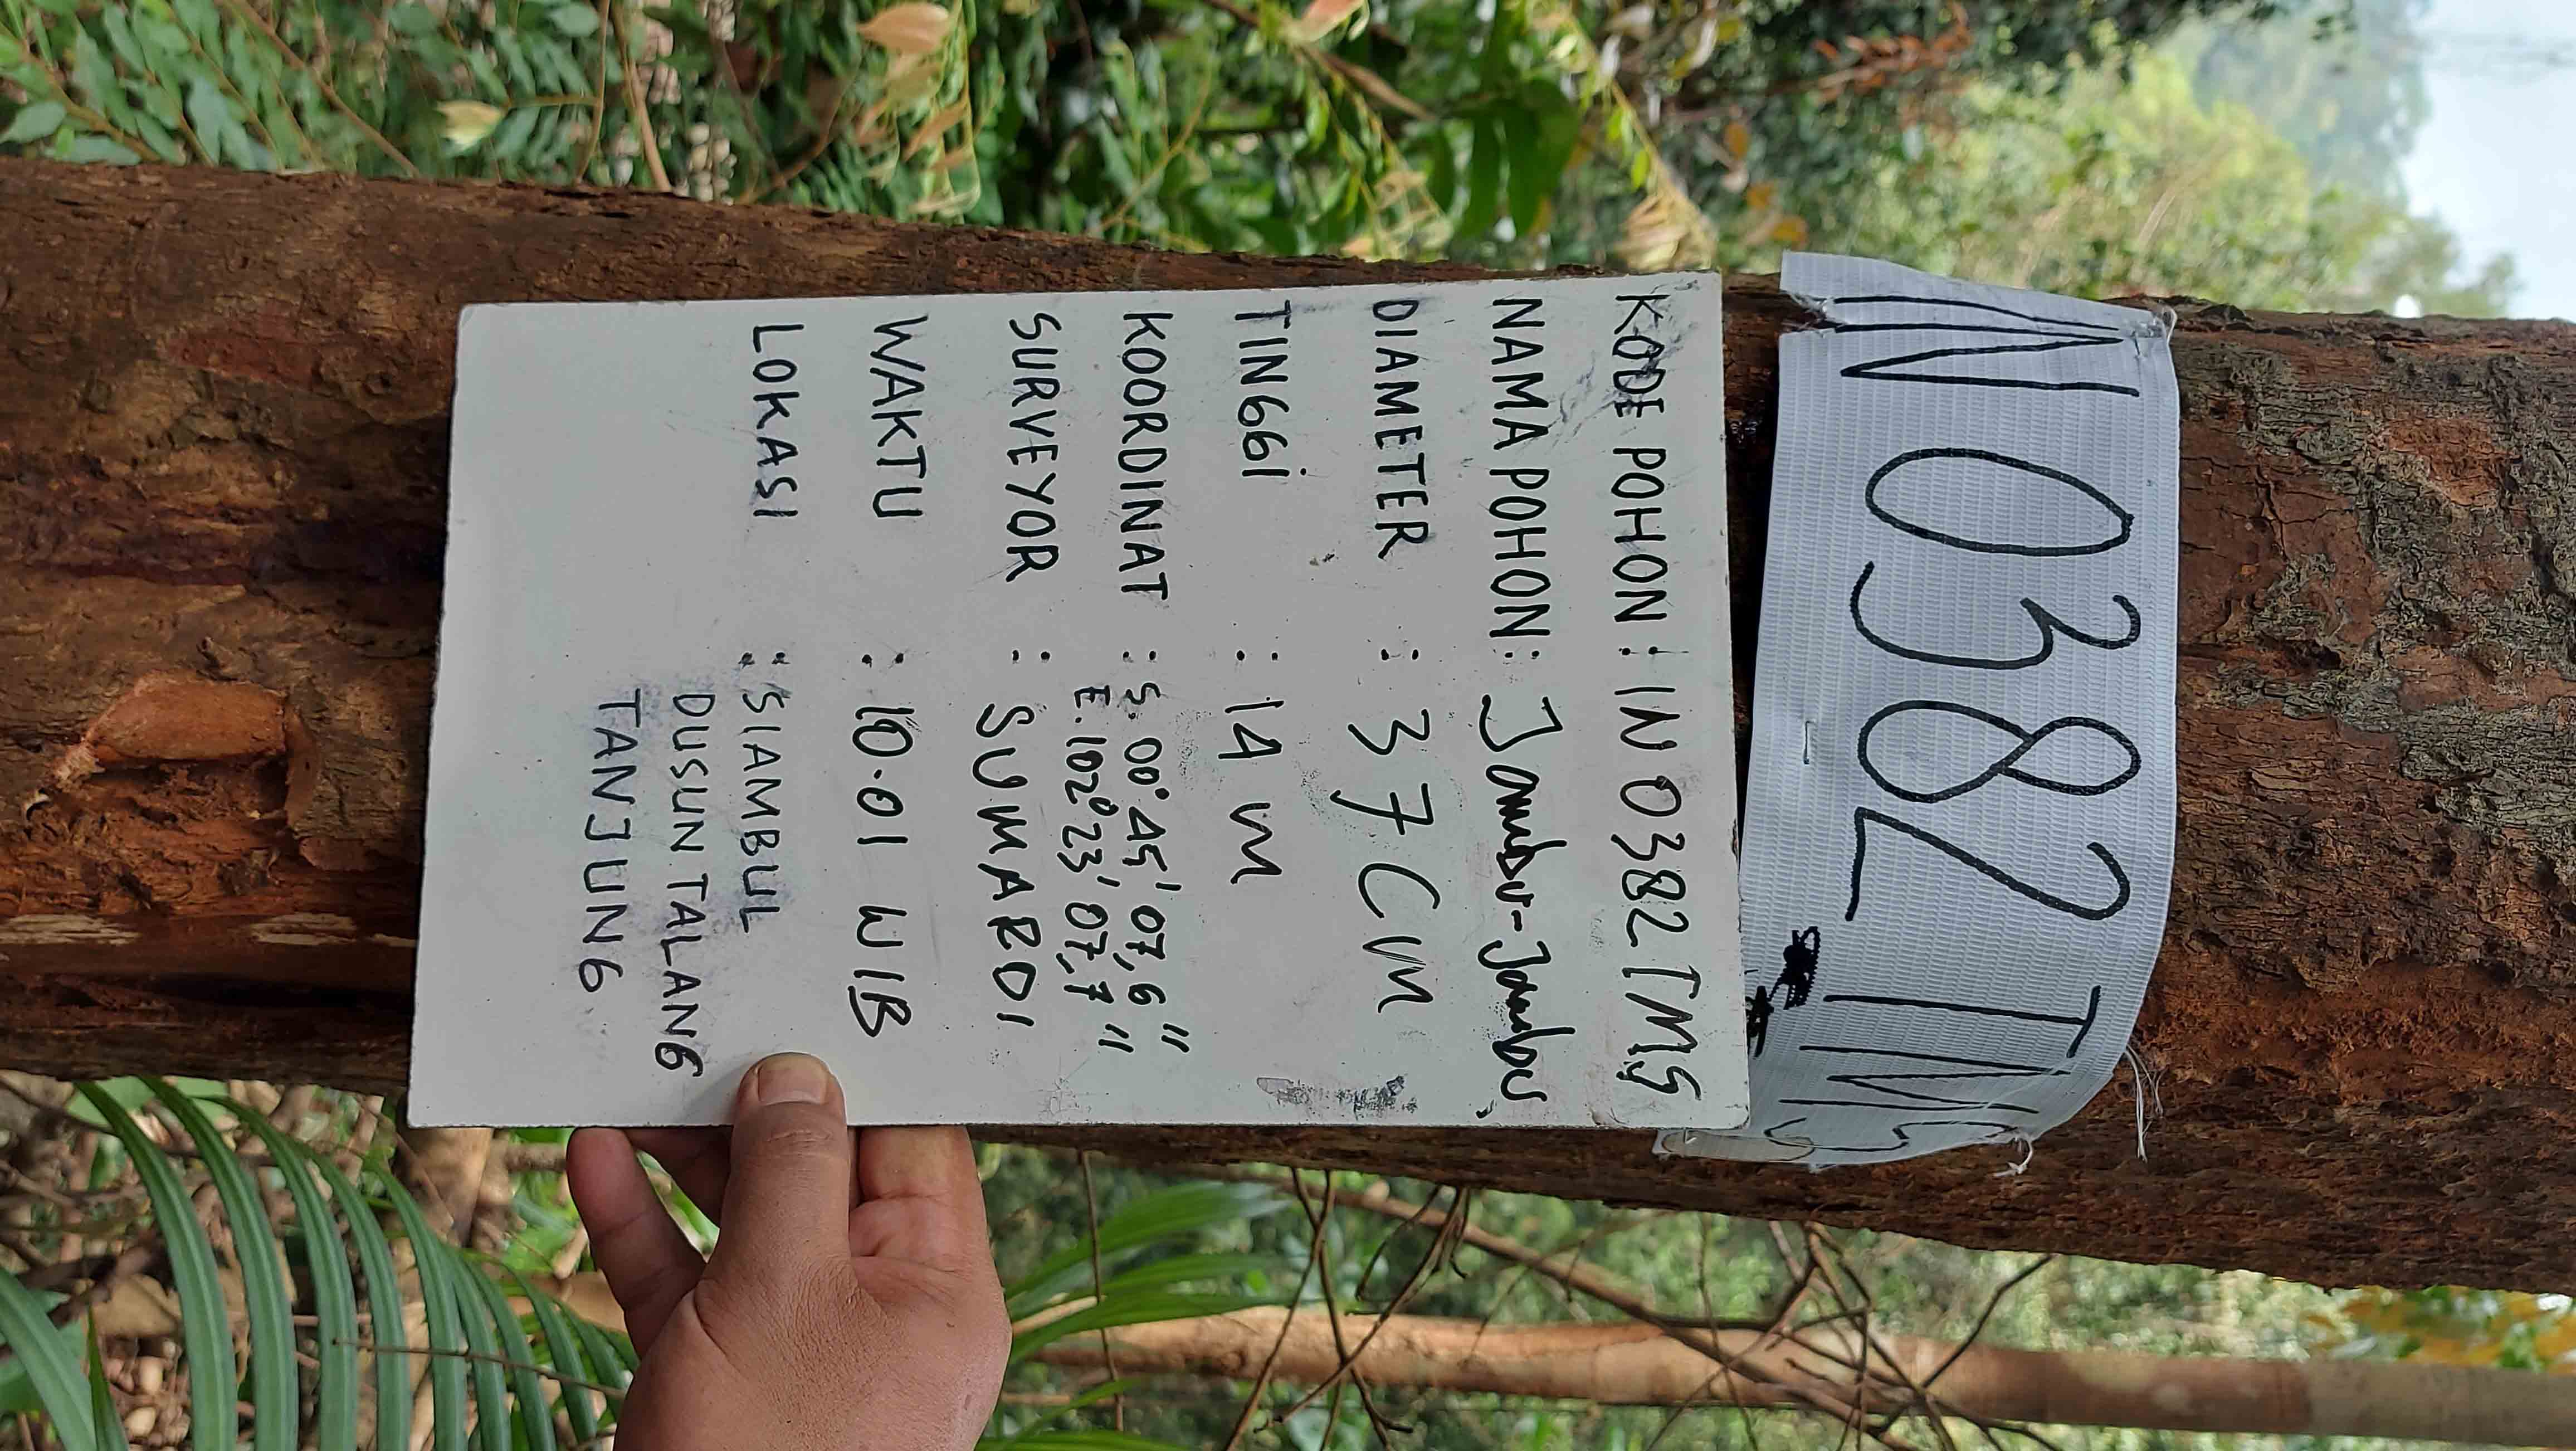 IN 0382 TMS
KODE POHON : IN 0382 TMS
NAMA POHON : Jambu-Jambu
DIAMETER : 37 CM
TINGGi : 14 m
KOORDINAT : S. 00° 45' 07,6"
E. 102° 23' 07,7"
SURVEYOR : SUMARDI
WAKTU : 10.01 WIB
LOKASI : SIAMBUL
DUSUN TALANG
TANJUNG